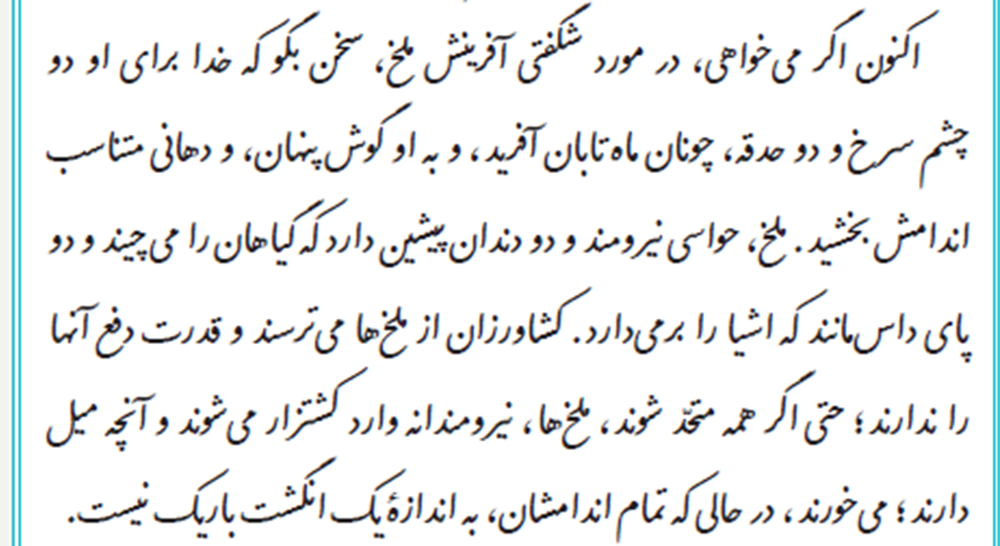 اکنون اگر می‌خواهی، در مورد شگفتی آفرینش ملخ، سخن بگو که خدا برای او دو
چشم سرخ و دو حدقه، چونان ماه تابان آفرید، و به او گوش پنهان، و دهانی متناسب
اندامش بخشید. ملخ، حواسی نیرومند و دو دندان پیشین دارد که گیاهان را می‌چیند و دو
پای داس‌مانند که اشیا را برمی‌دارد. کشاورزان از ملخ‌ها می‌ترسند و قدرت دفع آنها
را ندارند؛ حتی اگر همه متحّد شوند، ملخ‌ها، نیرومندانه وارد کشتزار می‌شوند و آنچه میل
دارند؛ می‌خورند، در حالی که تمام اندامشان، به اندازهٔ یک انگشت باریک نیست.